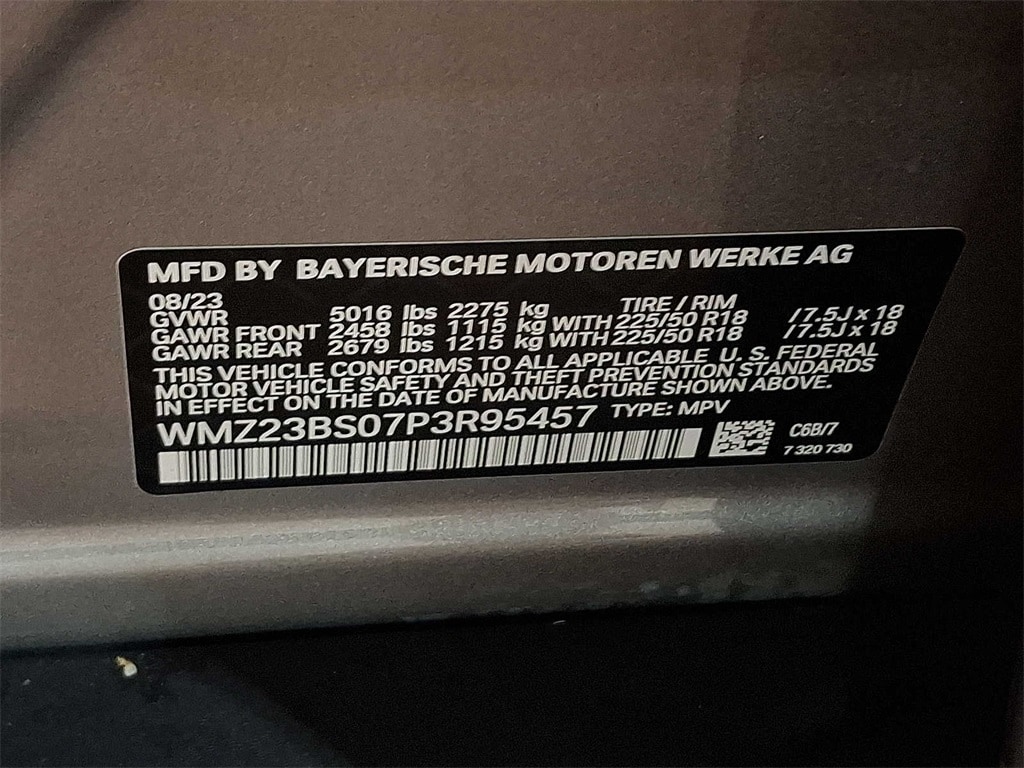 MFD BY BAYERISCHE MOTOREN WERKE AG
08/23 TIRE / RIM
GVWR 5016 lbs 2275 kg
GAWR FRONT 2458 lbs 1115 kg WITH 225/50 R18 /7.5J x 18
GAWR REAR 2679 lbs 1215 kg WITH 225/50 R18 /7.5J x 18
THIS VEHICLE CONFORMS TO ALL APPLICABLE U. S. FEDERAL
MOTOR VEHICLE SAFETY AND THEFT PREVENTION STANDARDS
IN EFFECT ON THE DATE OF MANUFACTURE SHOWN ABOVE.
WMZ23BS07P3R95457 TYPE: MPV
C6B/7
7 320 730